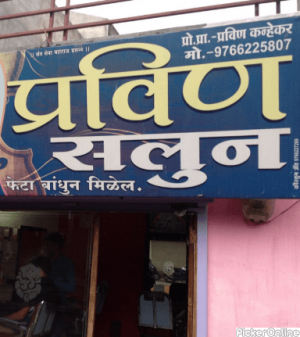 प्रो.प्रा.-प्रविण कन्हेकर
मो.-9766225807
प्रविण
सलुन
फेटा बांधुन मिळेल.
PickerOnline